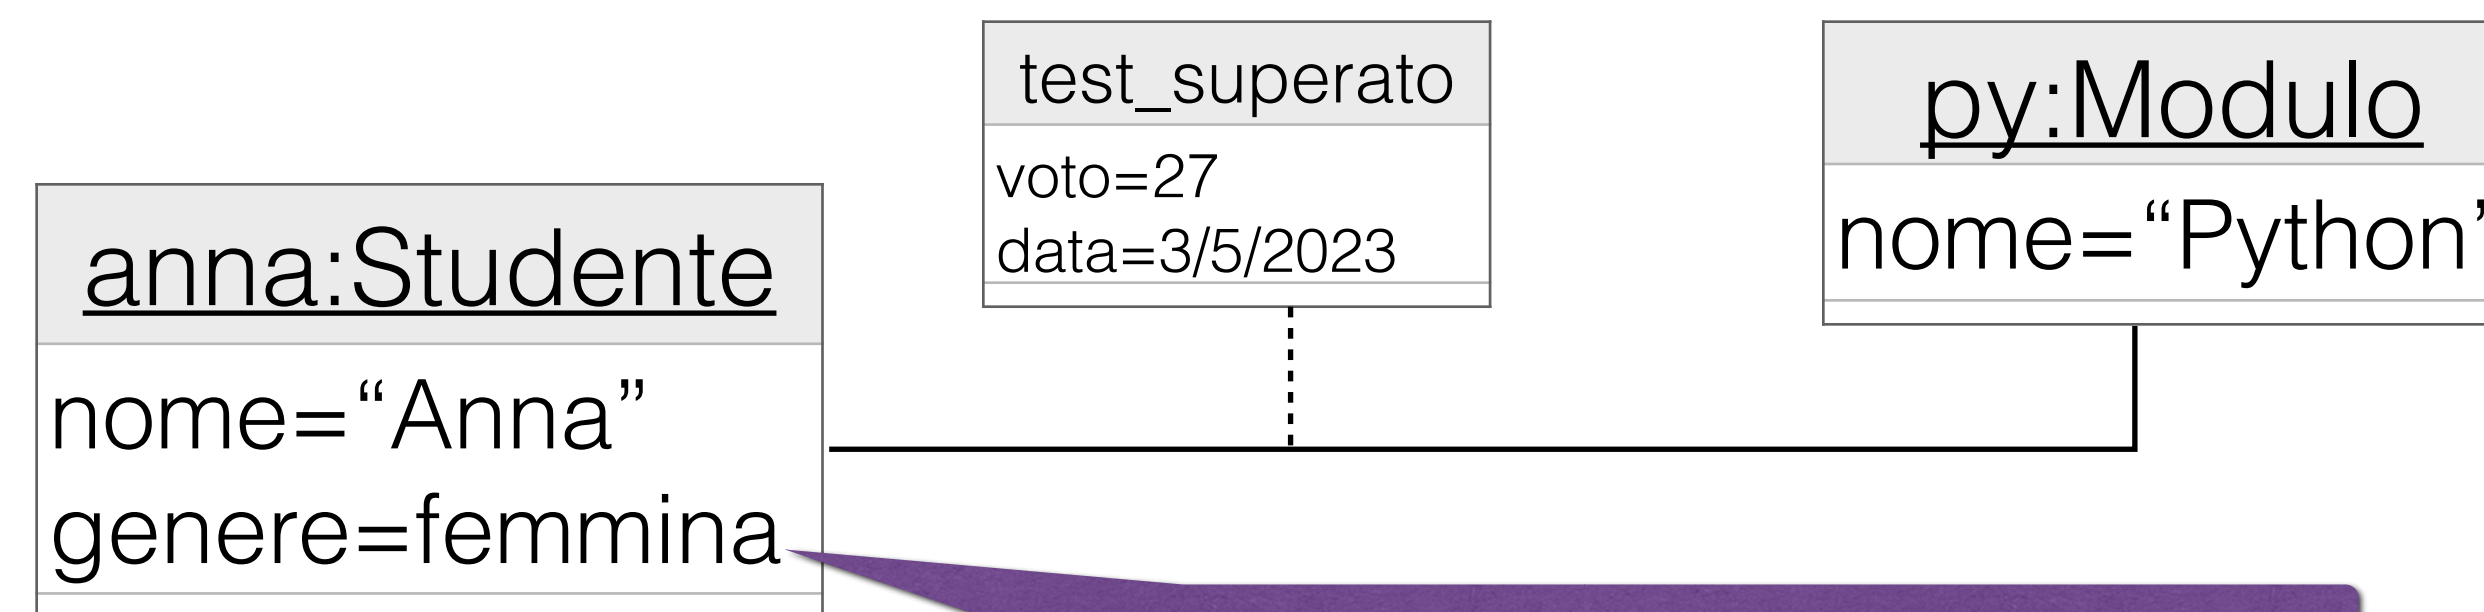 test_superato
voto=27
data=3/5/2023
py:Modulo
nome=“Python”
anna:Studente
nome=“Anna”
genere=femmina